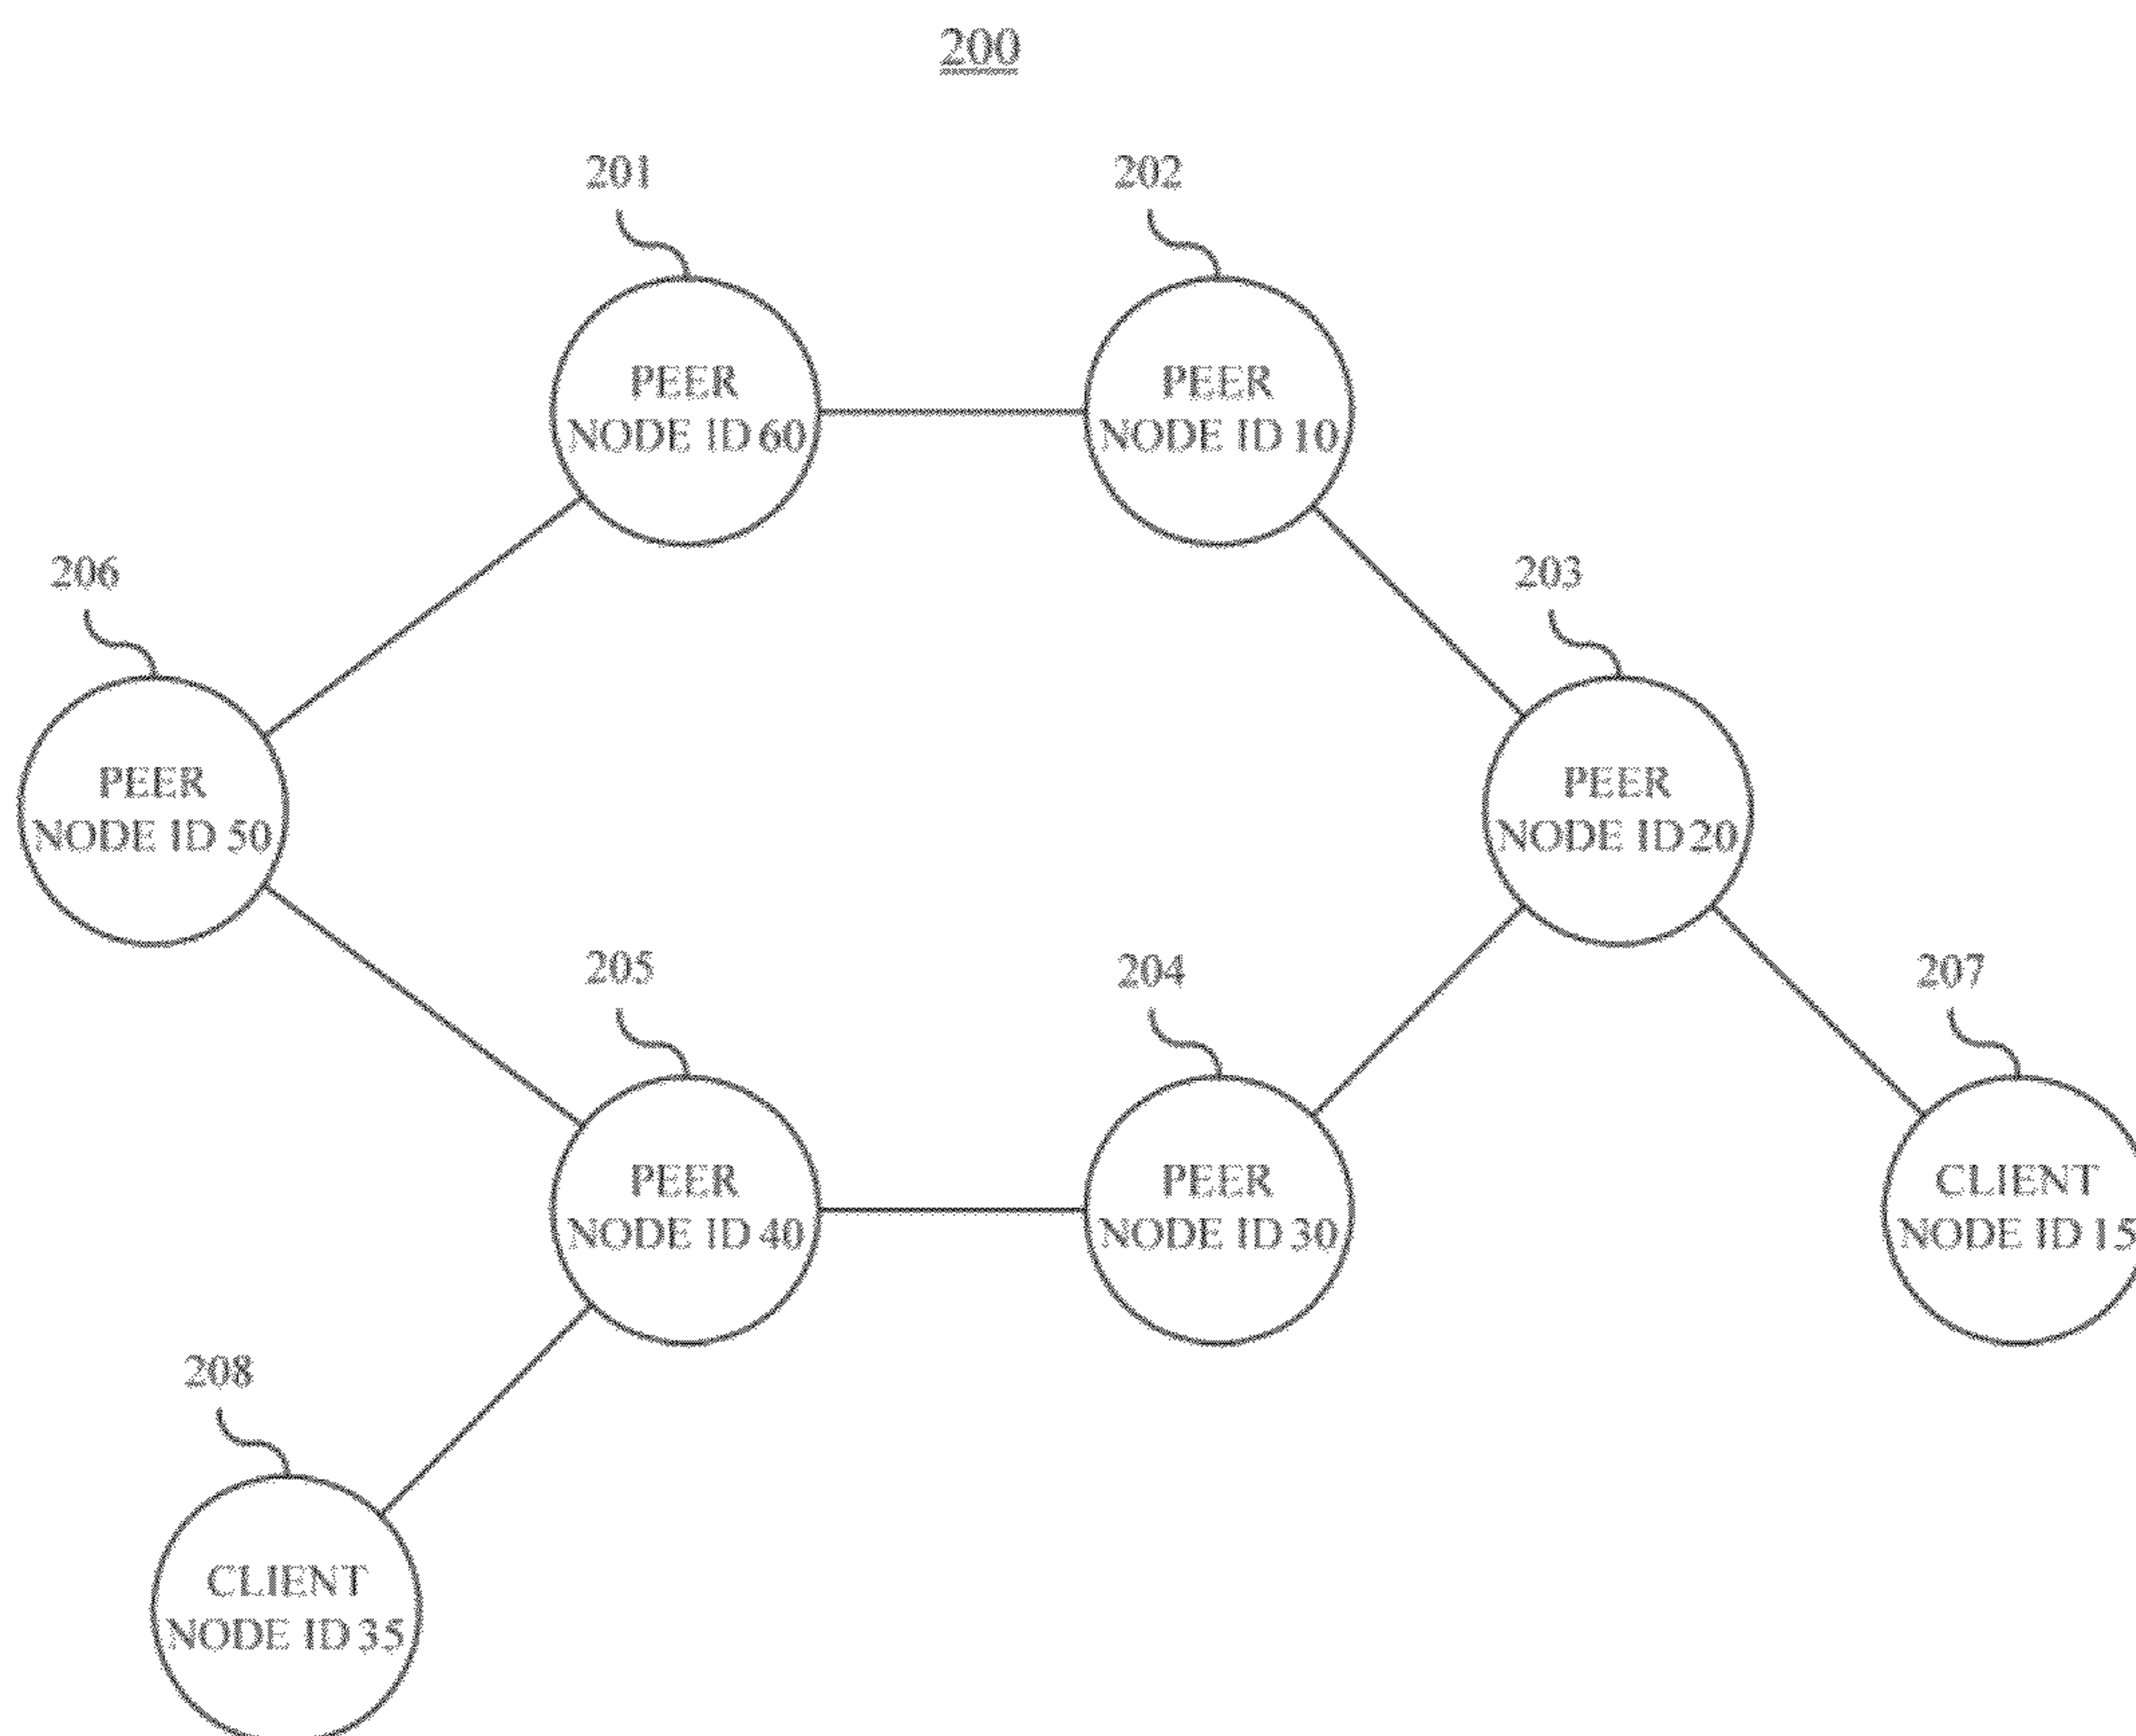 200
201
202
PEER
NODE ID 60
PEER
NODE ID 10
206
203
PEER
NODE ID 50
PEER
NODE ID 20
205
204
207
PEER
NODE ID 40
PEER
NODE ID 30
CLIENT
NODE ID 15
208
CLIENT
NODE ID 35